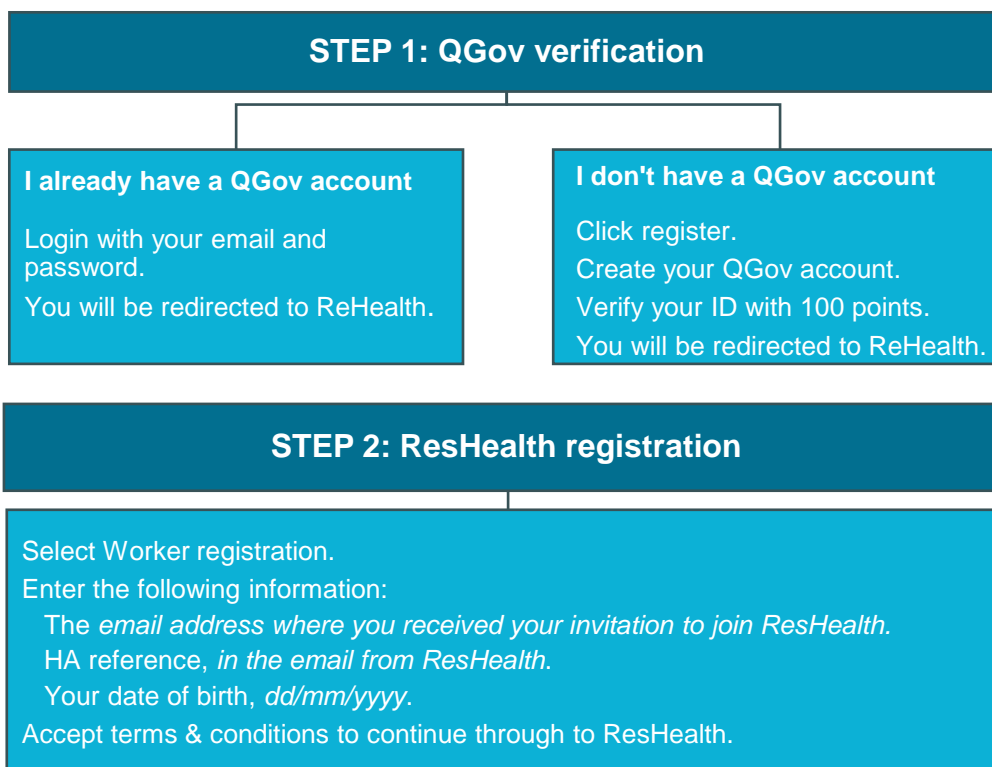 STEP 1: QGov verification
I already have a QGov account
Login with your email and
password.
You will be redirected to ReHealth.
I don't have a QGov account
Click register.
Create your QGov account.
Verify your ID with 100 points.
You will be redirected to ReHealth.
STEP 2: ResHealth registration
Select Worker registration.
Enter the following information:
The email address where you received your invitation to join ResHealth.
HA reference, in the email from ResHealth.
Your date of birth, dd/mm/yyyy.
Accept terms & conditions to continue through to ResHealth.